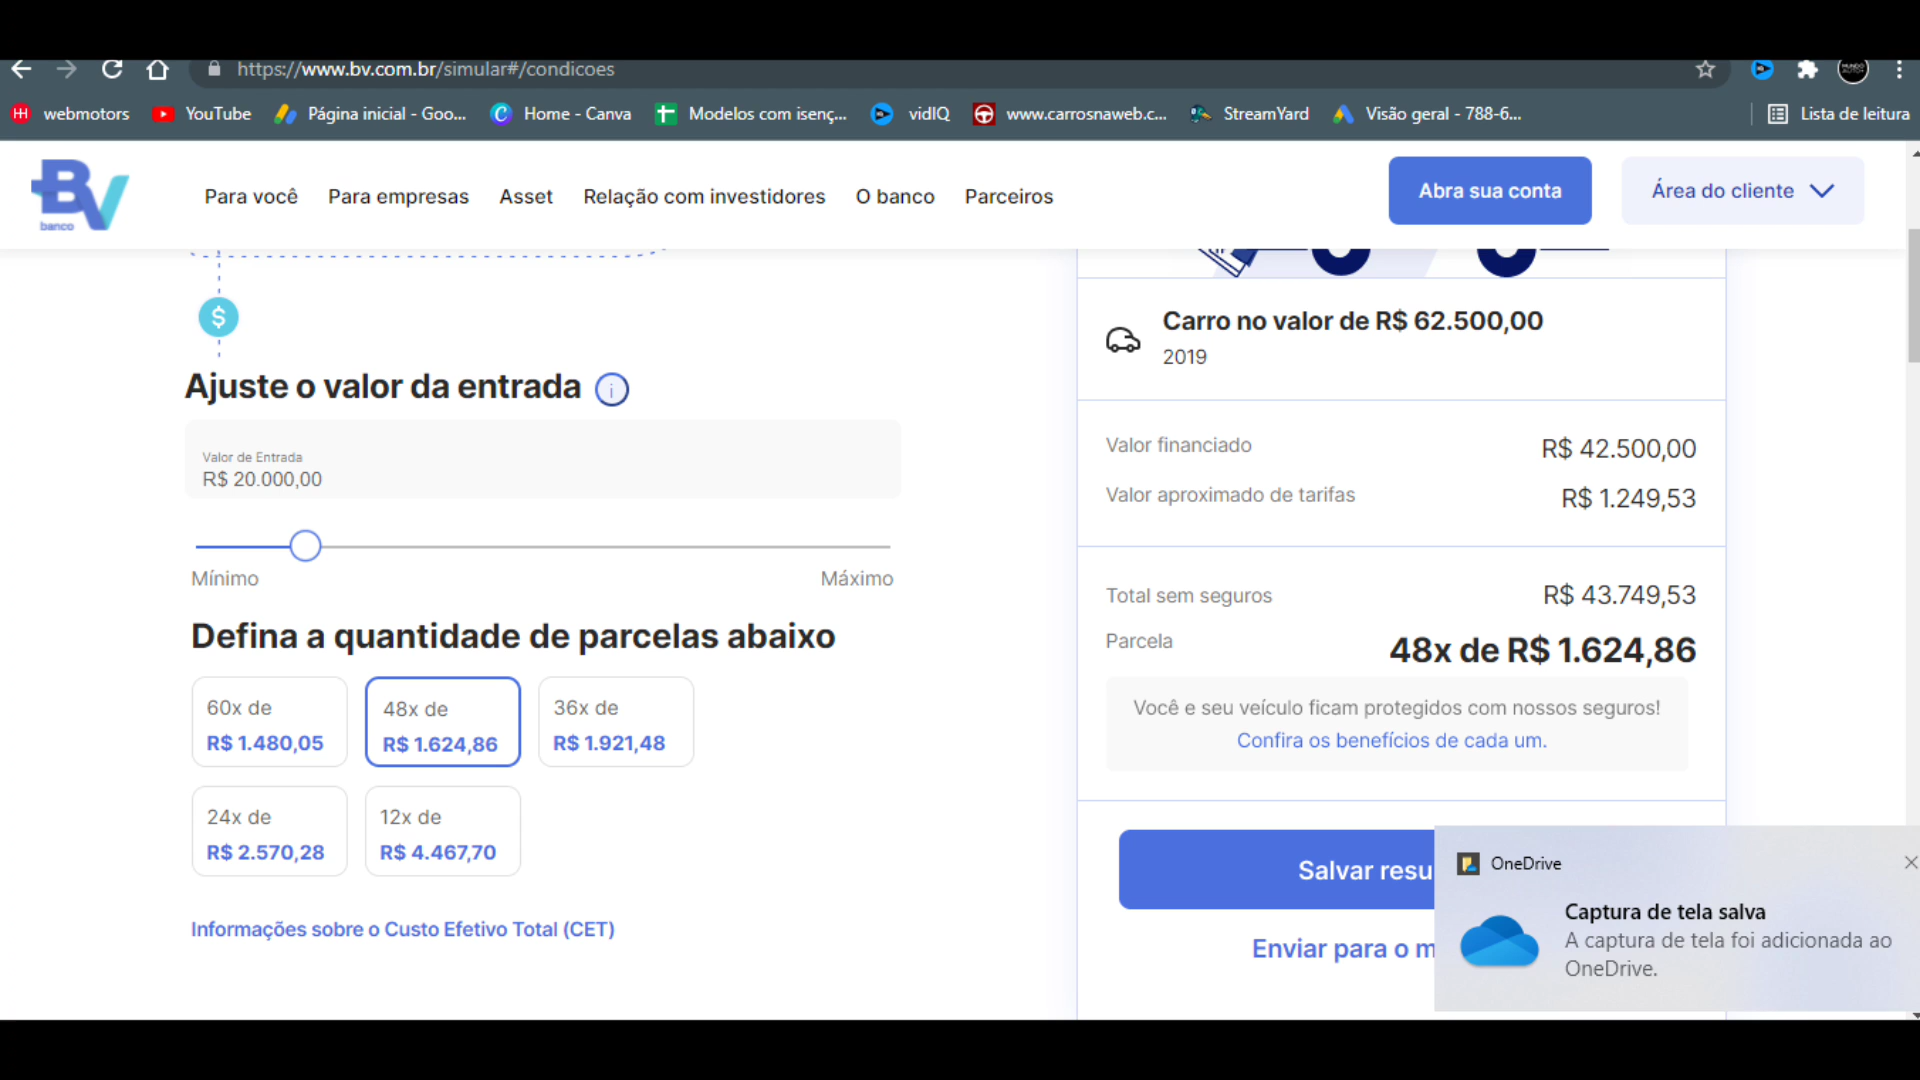 https://www.bv.com.br/simular#/condicoes
webmotors
YouTube
Página inicial - Goo...
Home - Canva
Modelos com isenç...
vidIQ
www.carrosnaweb.c...
StreamYard
Visão geral - 788-6...
Lista de leitura
BV
banco
Para você
Para empresas
Asset
Relação com investidores
O banco
Parceiros
Abra sua conta
Área do cliente
$
Ajuste o valor da entrada i
Valor de Entrada
R$ 20.000,00
Mínimo
Máximo
Defina a quantidade de parcelas abaixo
60x de
R$ 1.480,05
48x de
R$ 1.624,86
36x de
R$ 1.921,48
24x de
R$ 2.570,28
12x de
R$ 4.467,70
Informações sobre o Custo Efetivo Total (CET)
Carro no valor de R$ 62.500,00
2019
Valor financiado R$ 42.500,00
Valor aproximado de tarifas R$ 1.249,53
Total sem seguros R$ 43.749,53
Parcela 48x de R$ 1.624,86
Você e seu veículo ficam protegidos com nossos seguros!
Confira os benefícios de cada um.
Salvar resu
Enviar para o m
OneDrive
Captura de tela salva
A captura de tela foi adicionada ao
OneDrive.